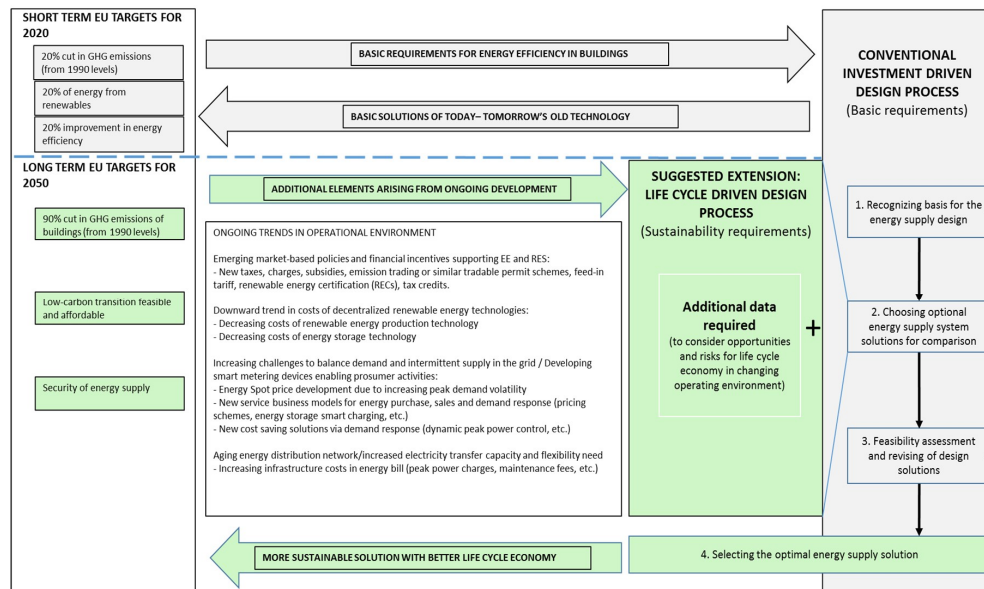 SHORT TERM EU TARGETS FOR
2020
20% cut in GHG emissions
(from 1990 levels)
20% of energy from
renewables
20% improvement in energy
efficiency
BASIC REQUIREMENTS FOR ENERGY EFFICIENCY IN BUILDINGS
BASIC SOLUTIONS OF TODAY– TOMORROW'S OLD TECHNOLOGY
CONVENTIONAL
INVESTMENT DRIVEN
DESIGN PROCESS
(Basic requirements)
LONG TERM EU TARGETS FOR
2050
90% cut in GHG emissions of
buildings (from 1990 levels)
Low-carbon transition feasible
and affordable
Security of energy supply
ADDITIONAL ELEMENTS ARISING FROM ONGOING DEVELOPMENT
ONGOING TRENDS IN OPERATIONAL ENVIRONMENT
Emerging market-based policies and financial incentives supporting EE and RES:
- New taxes, charges, subsidies, emission trading or similar tradable permit schemes, feed-in
tariff, renewable energy certification (RECs), tax credits.
Downward trend in costs of decentralized renewable energy technologies:
- Decreasing costs of renewable energy production technology
- Decreasing costs of energy storage technology
Increasing challenges to balance demand and intermittent supply in the grid / Developing
smart metering devices enabling prosumer activities:
- Energy Spot price development due to increasing peak demand volatility
- New service business models for energy purchase, sales and demand response (pricing
schemes, energy storage smart charging, etc.)
- New cost saving solutions via demand response (dynamic peak power control, etc.)
Aging energy distribution network/increased electricity transfer capacity and flexibility need
- Increasing infrastructure costs in energy bill (peak power charges, maintenance fees, etc.)
SUGGESTED EXTENSION:
LIFE CYCLE DRIVEN DESIGN
PROCESS
(Sustainability requirements)
Additional data
required
(to consider opportunities
and risks for life cycle
economy in changing
operating environment)
+
1. Recognizing basis for the
energy supply design
2. Choosing optional
energy supply system
solutions for comparison
3. Feasibility assessment
and revising of design
solutions
4. Selecting the optimal energy supply solution
MORE SUSTAINABLE SOLUTION WITH BETTER LIFE CYCLE ECONOMY